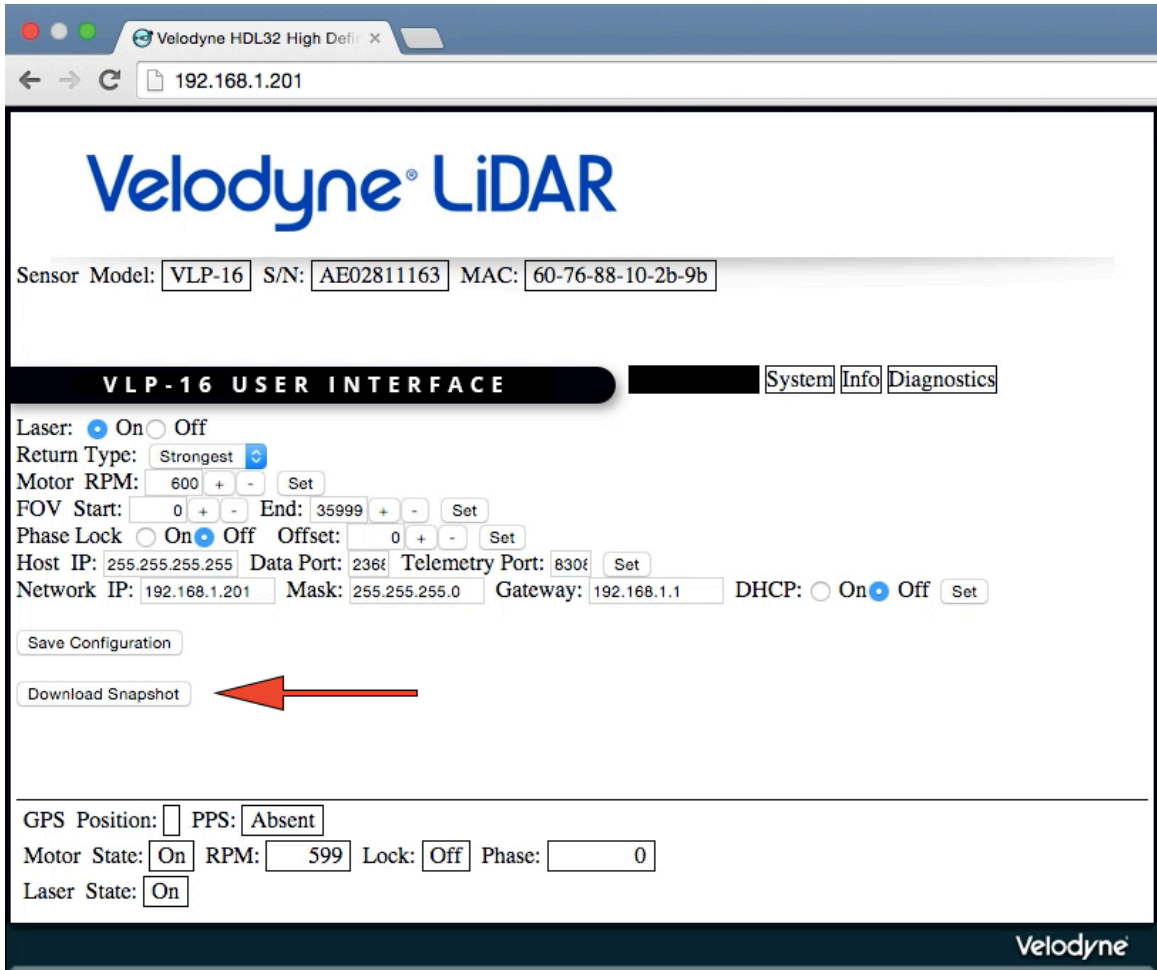 Velodyne HDL32 High Defi
192.168.1.201
Velodyne® LiDAR
Sensor Model: VLP-16 S/N: AE02811163 MAC: 60-76-88-10-2b-9b
VLP-16 USER INTERFACE System Info Diagnostics
Laser: On Off
Return Type: Strongest
Motor RPM: 600 + - Set
FOV Start: 0 + - End: 35999 + - Set
Phase Lock On Off Offset: 0 + - Set
Host IP: 255.255.255.255 Data Port: 2368 Telemetry Port: 8308 Set
Network IP: 192.168.1.201 Mask: 255.255.255.0 Gateway: 192.168.1.1 DHCP: On Off Set
Save Configuration
Download Snapshot
GPS Position: PPS: Absent
Motor State: On RPM: 599 Lock: Off Phase: 0
Laser State: On
Velodyne